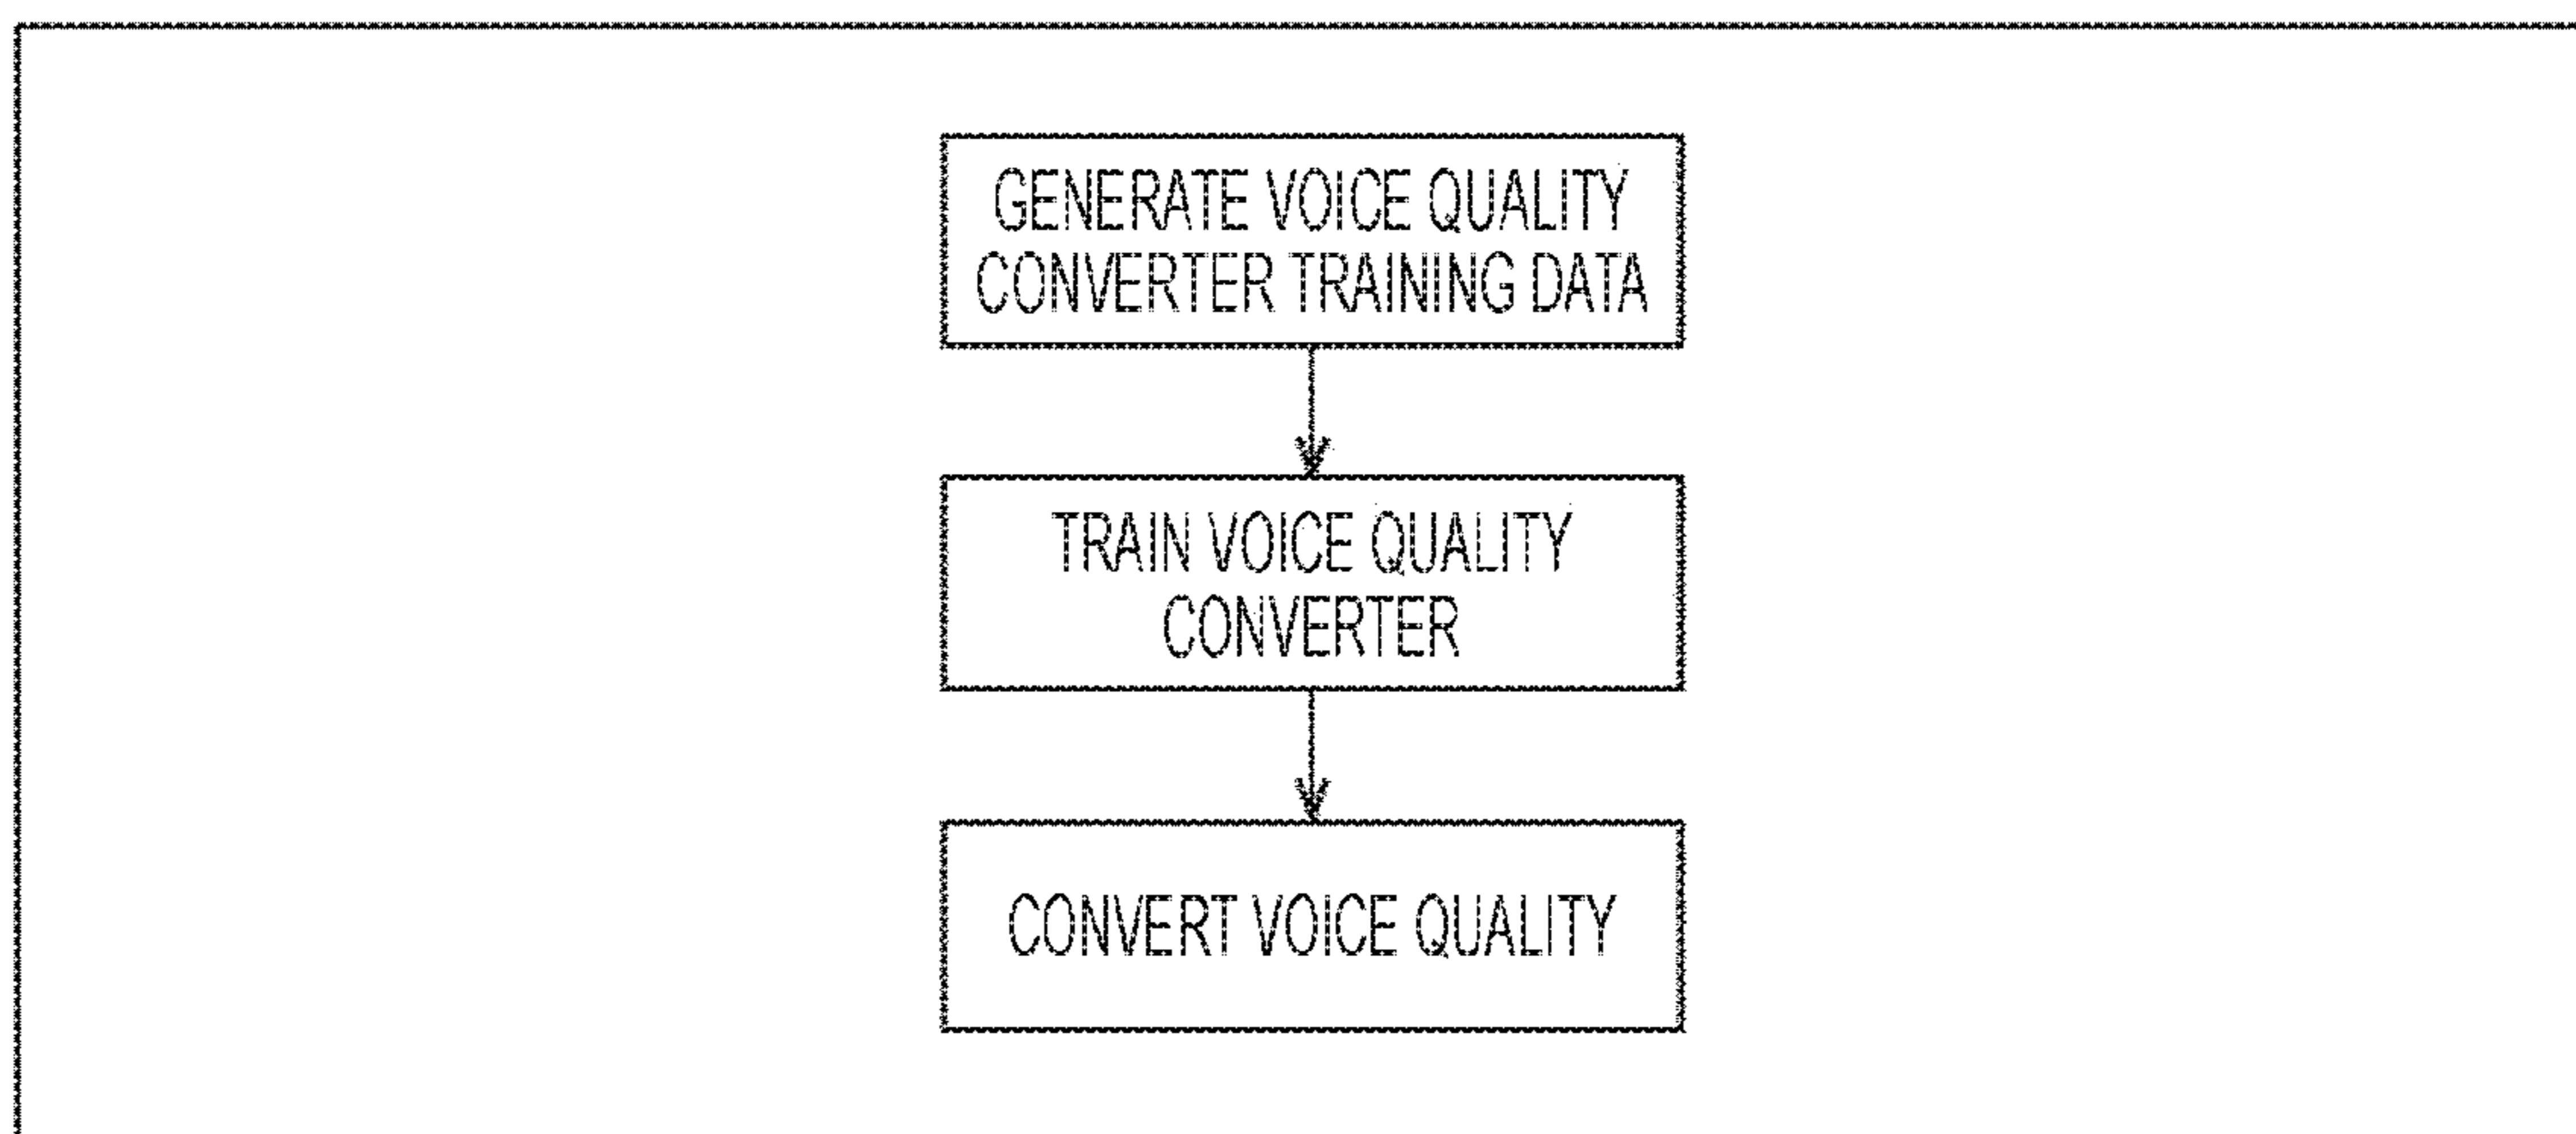 GENERATE VOICE QUALITY
CONVERTER TRAINING DATA
TRAIN VOICE QUALITY
CONVERTER
CONVERT VOICE QUALITY